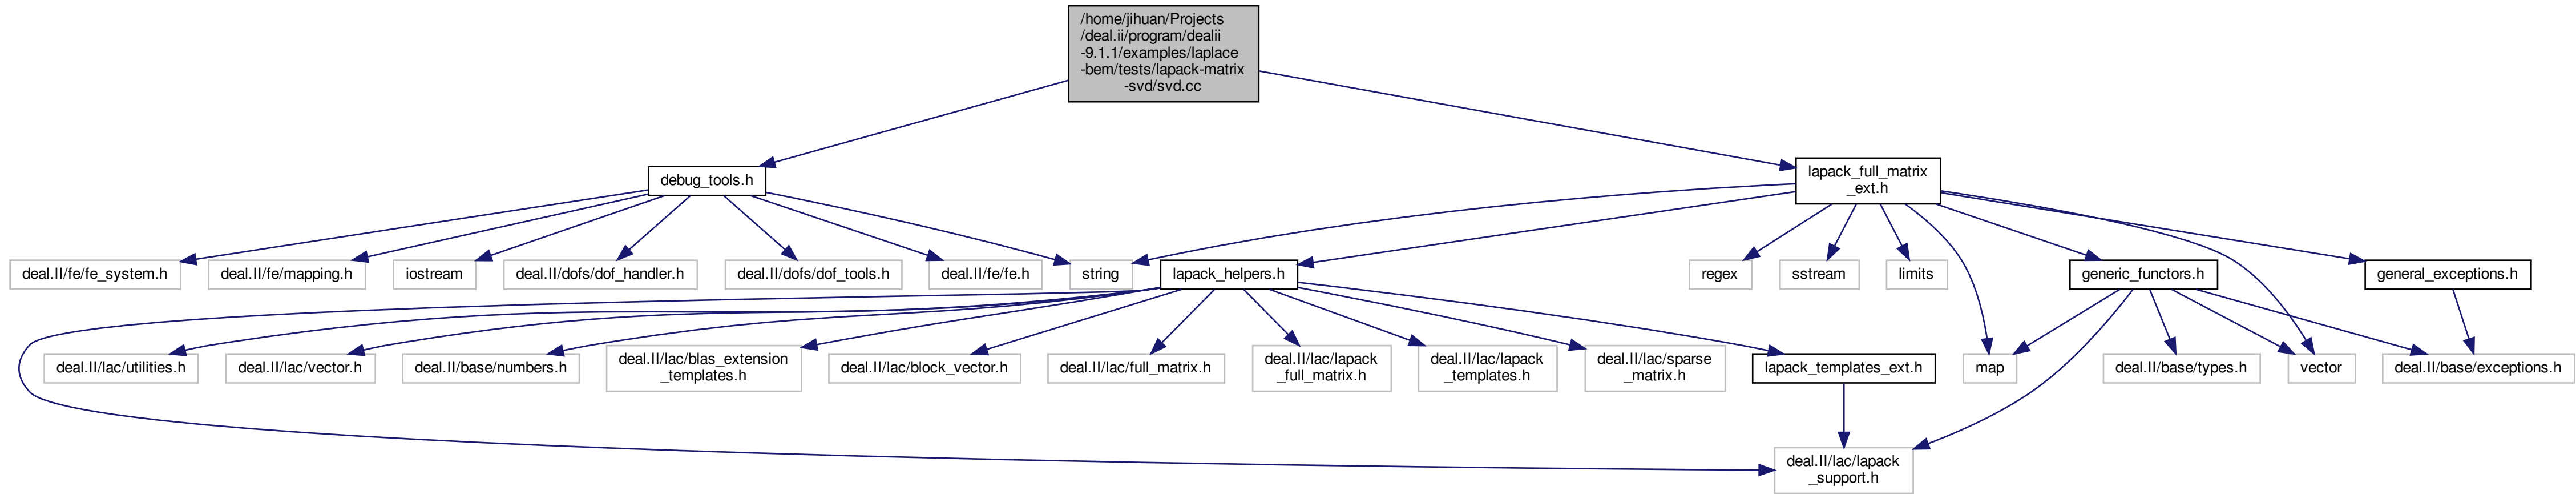 /home/jihuan/Projects
/deal.ii/program/dealii
-9.1.1/examples/laplace
-bem/tests/lapack-matrix
-svd/svd.cc
debug_tools.h
lapack_full_matrix
_ext.h
deal.II/fe/fe_system.h
deal.II/fe/mapping.h
iostream
deal.II/dofs/dof_handler.h
deal.II/dofs/dof_tools.h
deal.II/fe/fe.h
string
lapack_helpers.h
regex
sstream
limits
generic_functors.h
general_exceptions.h
deal.II/lac/utilities.h
deal.II/lac/vector.h
deal.II/base/numbers.h
deal.II/lac/blas_extension
_templates.h
deal.II/lac/block_vector.h
deal.II/lac/full_matrix.h
deal.II/lac/lapack
_full_matrix.h
deal.II/lac/lapack
_templates.h
deal.II/lac/sparse
_matrix.h
lapack_templates_ext.h
map
deal.II/base/types.h
vector
deal.II/base/exceptions.h
deal.II/lac/lapack
_support.h